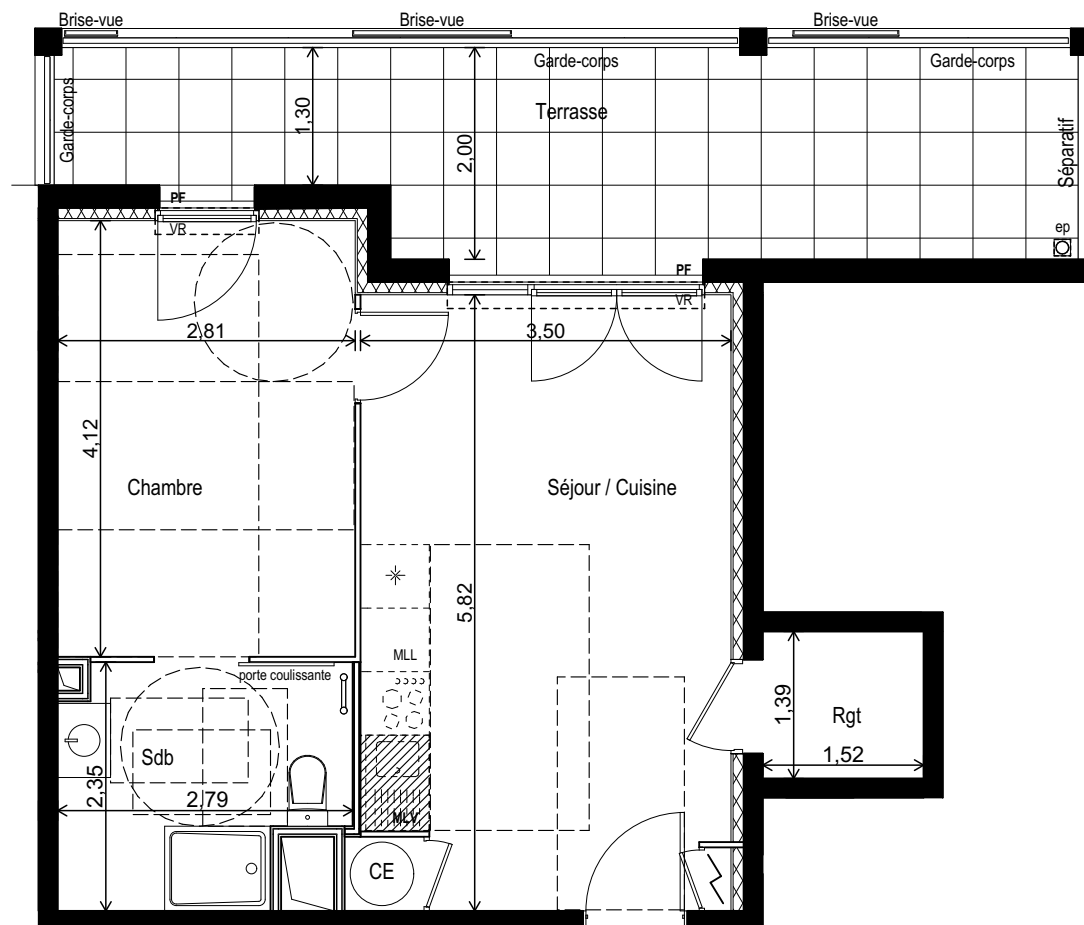 Brise-vue
Brise-vue
Brise-vue
Garde-corps
Garde-corps
Garde-corps
1,30
Terrasse
2,00
Séparatif
PF
VR
ep
PF
VR
2,81
3,50
4,12
Chambre
Séjour / Cuisine
5,82
MLL
porte coulissante
1,39
Rgt
1,52
Sdb
2,35
2,79
MLV
CE